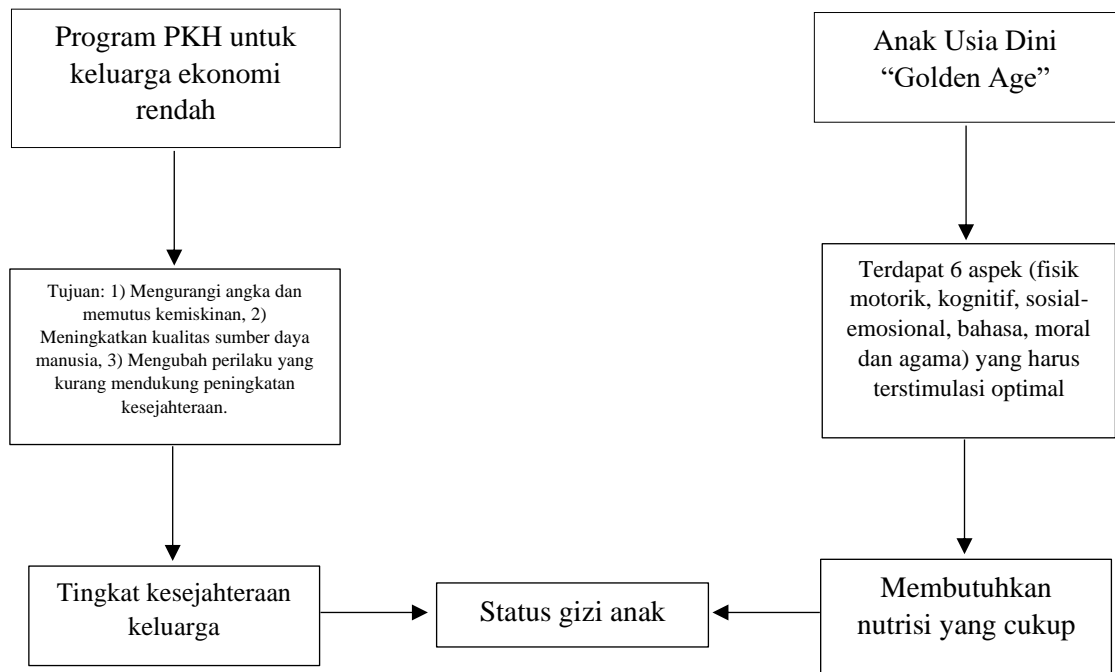 Program PKH untuk
keluarga ekonomi
rendah
Anak Usia Dini
“Golden Age”
Tujuan: 1) Mengurangi angka dan
memutus kemiskinan, 2)
Meningkatkan kualitas sumber daya
manusia, 3) Mengubah perilaku yang
kurang mendukung peningkatan
kesejahteraan.
Terdapat 6 aspek (fisik
motorik, kognitif, sosial-
emosional, bahasa, moral
dan agama) yang harus
terstimulasi optimal
Tingkat kesejahteraan
keluarga
Status gizi anak
Membutuhkan
nutrisi yang cukup